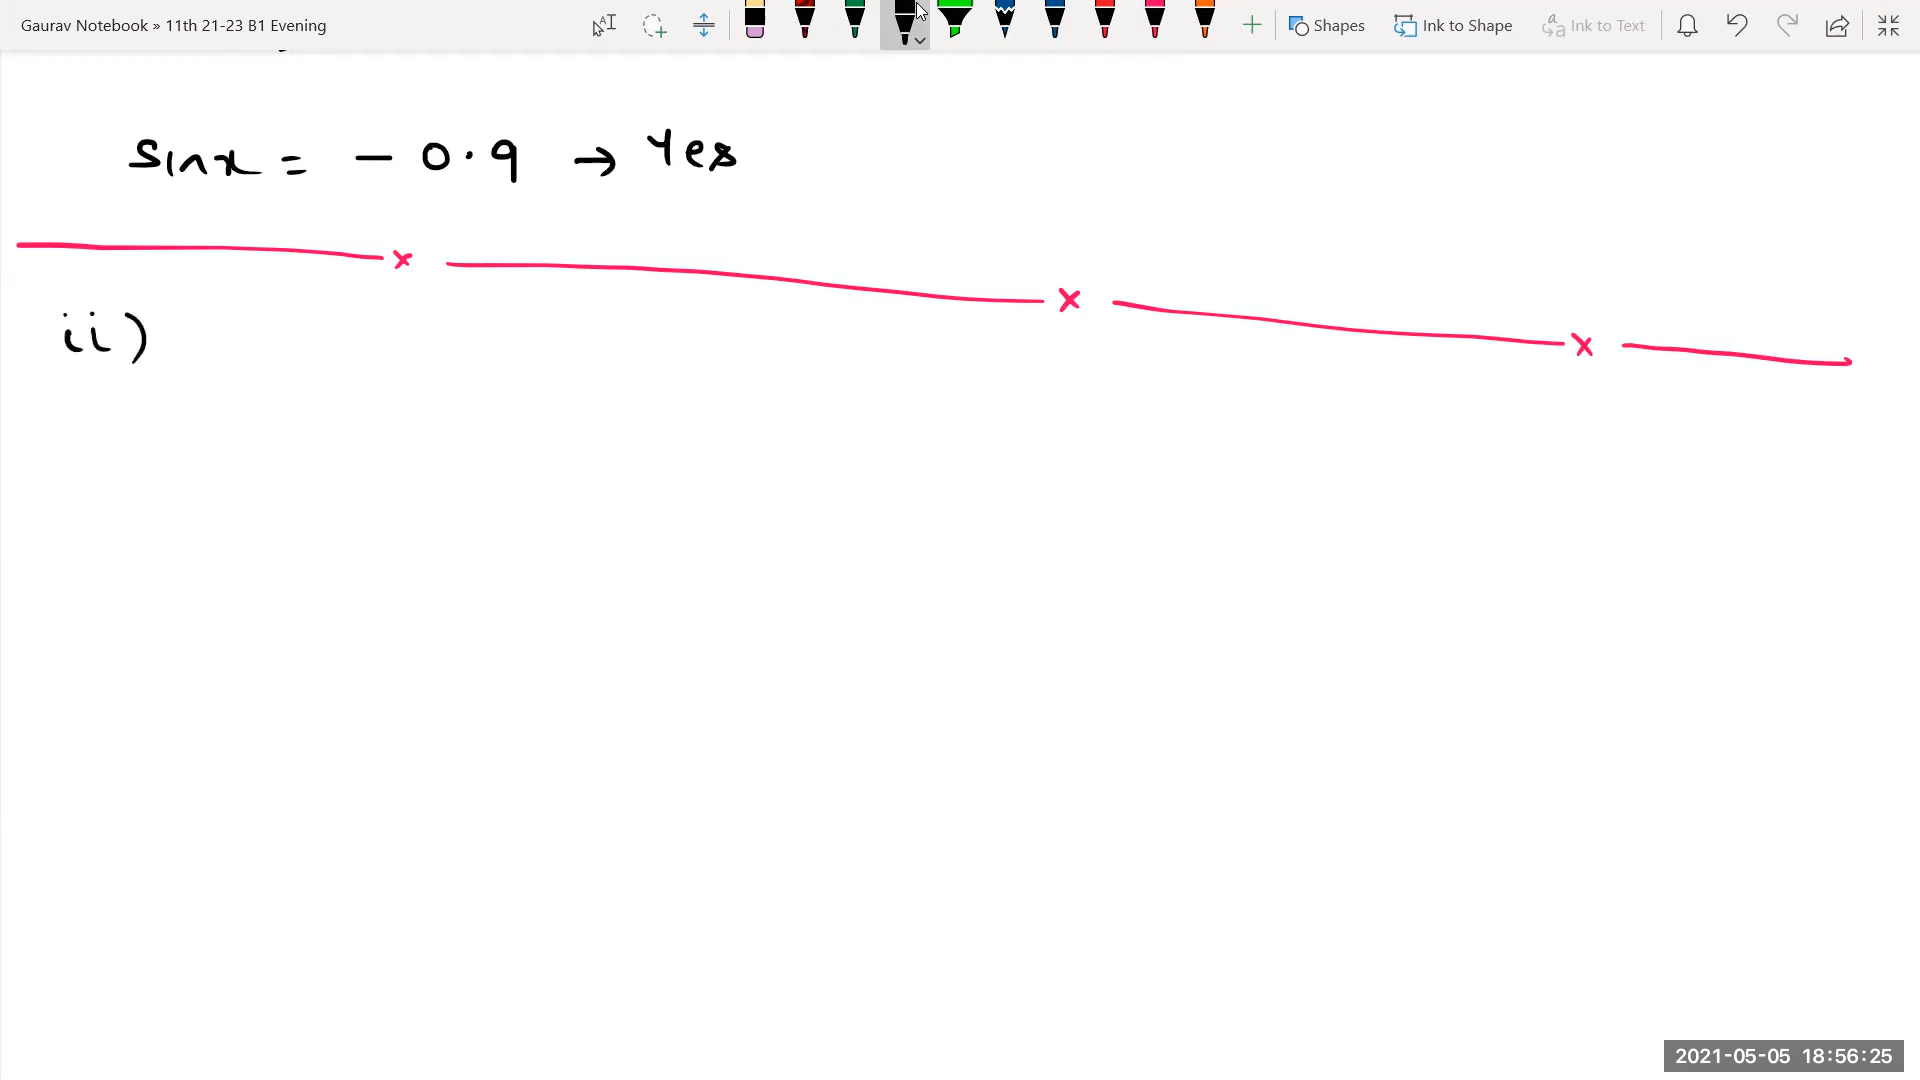 Gaurav Notebook » 11th 21-23 B1 Evening
Shapes
Ink to Shape
Ink to Text
sinx = - 0.9 → Yes
ii)
2021-05-05 18:56:25